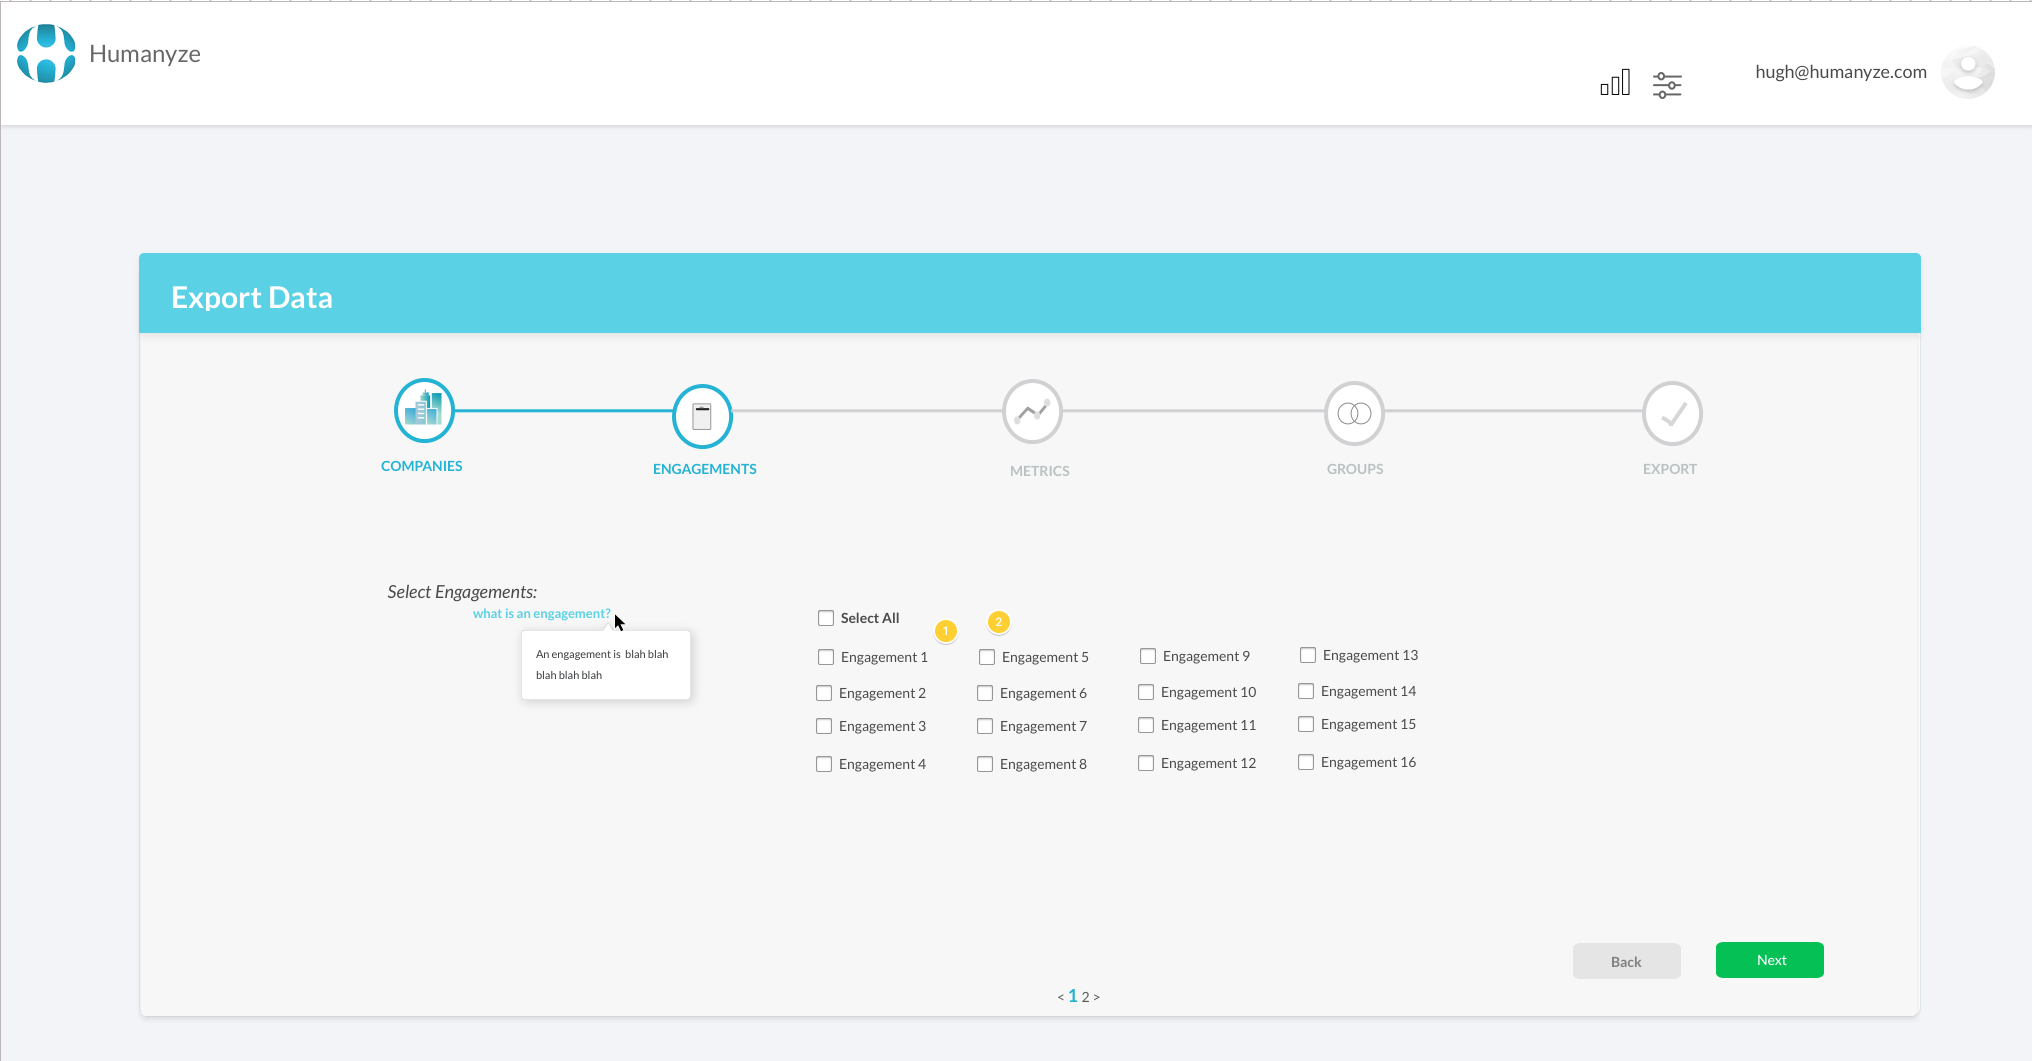 Humanyze
hugh@humanyze.com
Export Data
COMPANIES
ENGAGEMENTS
METRICS
GROUPS
EXPORT
Select Engagements:
what is an engagement?
An engagement is blah blah
blah blah blah
Select All
1
2
Engagement 1
Engagement 5
Engagement 9
Engagement 13
Engagement 2
Engagement 6
Engagement 10
Engagement 14
Engagement 3
Engagement 7
Engagement 11
Engagement 15
Engagement 4
Engagement 8
Engagement 12
Engagement 16
Back
Next
< 1 2 >